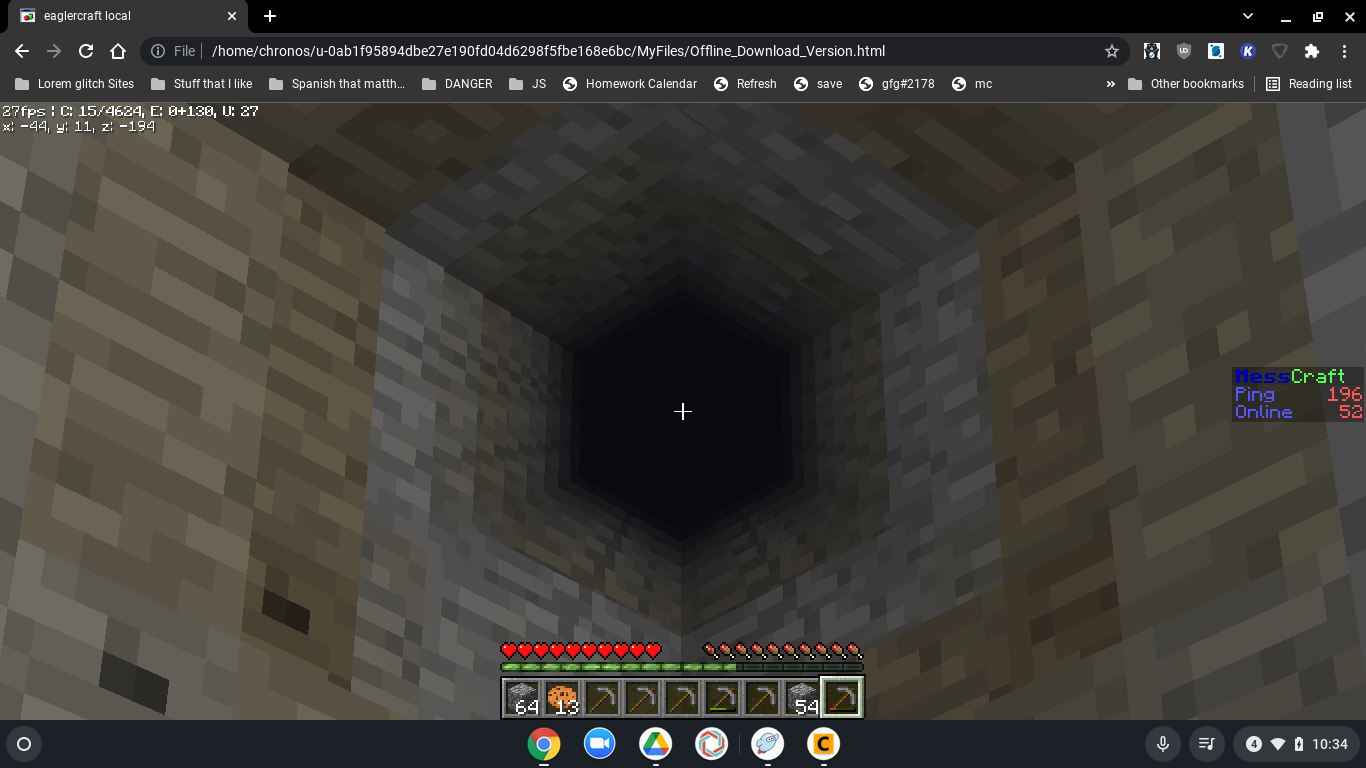 eaglercraft local
File /home/chronos/u-0ab1f95894dbe27e190fd04d6298f5fbe168e6bc/MyFiles/Offline_Download_Version.html
Lorem glitch Sites Stuff that I like Spanish that matth... DANGER JS Homework Calendar Refresh save gfg#2178 mc » Other bookmarks Reading list
27fps | C: 15/4624, E: 0+130, U: 27
x: -44, y: 11, z: -194
MessCraft
Ping 196
Online 52
64 13 54
4 10:34